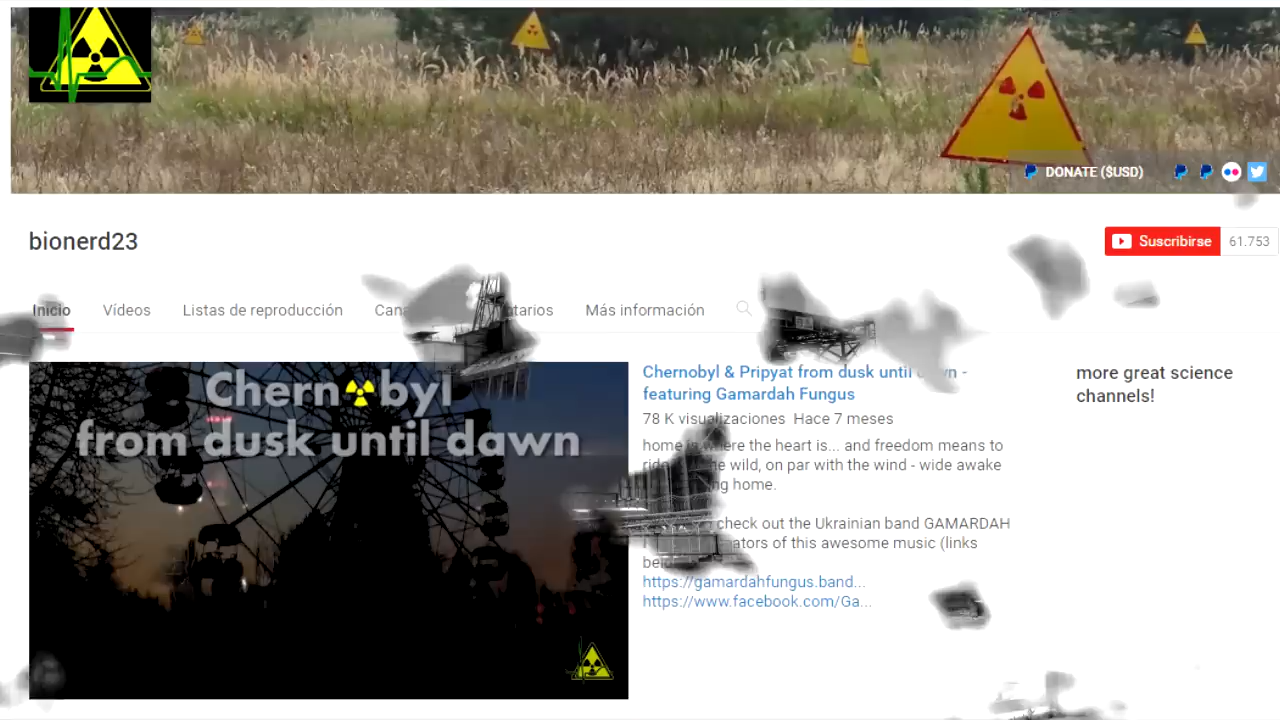 DONATE ($USD)
bionerd23
Suscribirse 61.753
Inicio Vídeos Listas de reproducción Más información
Chernobyl
from dusk until dawn
Chernobyl & Pripyat from dusk until
featuring Gamardah Fungus
78 K visualizaciones Hace 7 meses
home is where the heart is... and freedom means to
wild, on par with the wind - wide awake
home.
check out the Ukrainian band GAMARDAH
of this awesome music (links
https://gamardahfungus.band...
https://www.facebook.com/Ga...
more great science
channels!